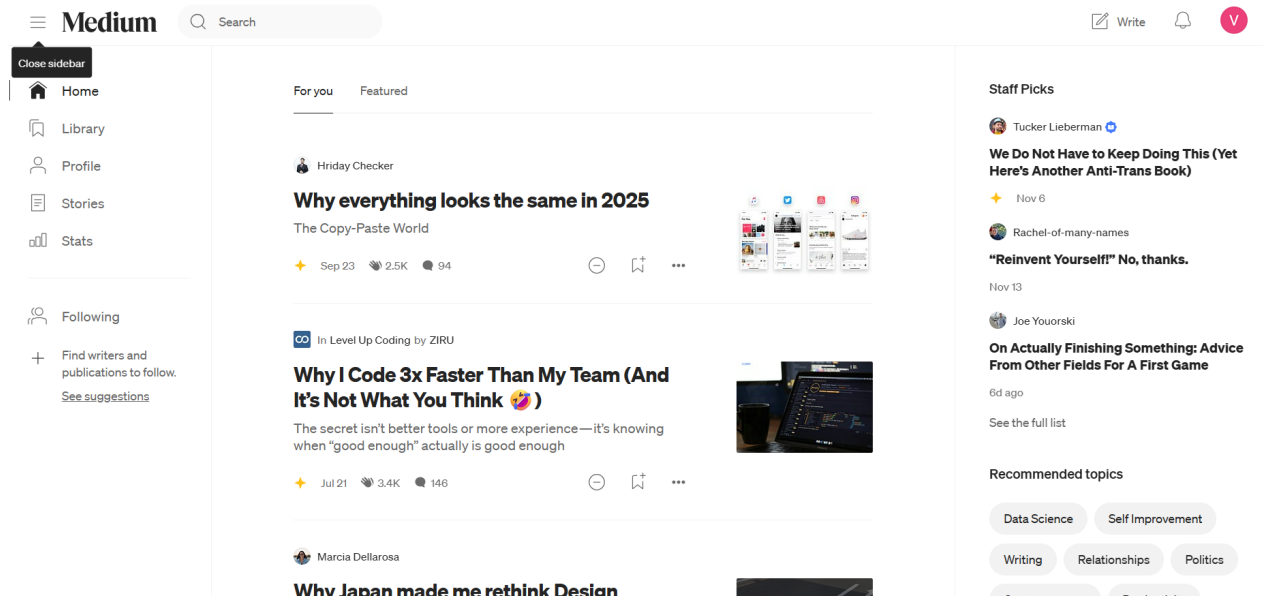 Medium
Search
Write
V
Close sidebar
Home
Library
Profile
Stories
Stats
Following
Find writers and
publications to follow.
See suggestions
For you
Featured
Hriday Checker
Why everything looks the same in 2025
The Copy-Paste World
Sep 23
2.5K
94
In Level Up Coding by ZIRU
Why I Code 3x Faster Than My Team (And
It’s Not What You Think 🤣)
The secret isn’t better tools or more experience — it’s knowing
when “good enough” actually is good enough
Jul 21
3.4K
146
Marcia Dellarosa
Why Japan made me rethink Design
Staff Picks
Tucker Lieberman
We Do Not Have to Keep Doing This (Yet
Here’s Another Anti-Trans Book)
Nov 6
Rachel-of-many-names
“Reinvent Yourself!” No, thanks.
Nov 13
Joe Youorski
On Actually Finishing Something: Advice
From Other Fields For A First Game
6d ago
See the full list
Recommended topics
Data Science
Self Improvement
Writing
Relationships
Politics